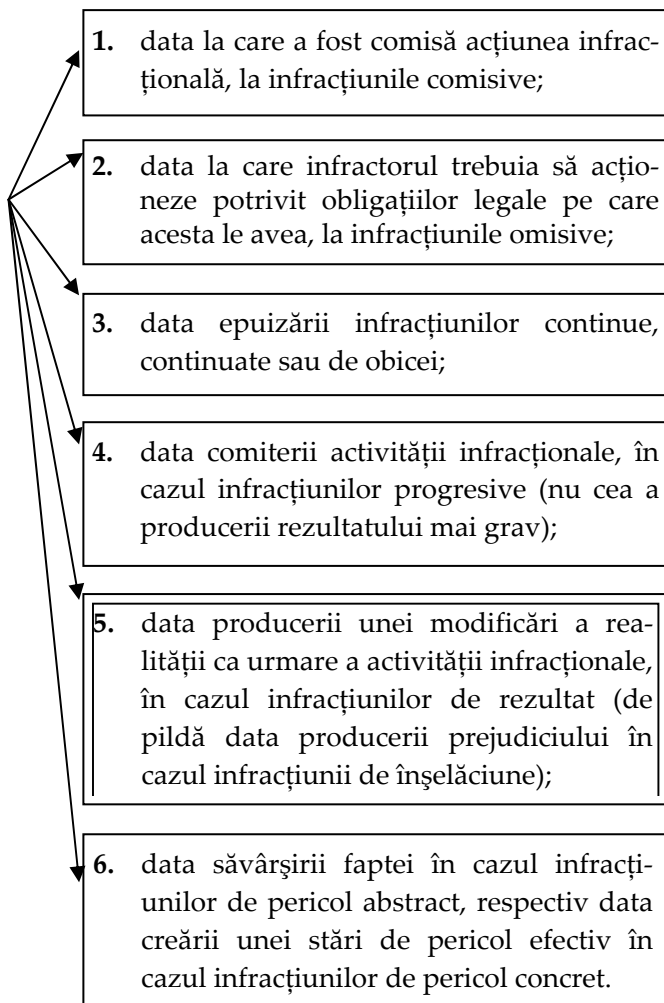 1. data la care a fost comisă acțiunea infrac-
țională, la infracțiunile comisive;
2. data la care infractorul trebuia să acțio-
neze potrivit obligațiilor legale pe care
acesta le avea, la infracțiunile omisive;
3. data epuizării infracțiunilor continue,
continuate sau de obicei;
4. data comiterii activității infracționale, în
cazul infracțiunilor progresive (nu cea a
producerii rezultatului mai grav);
5. data producerii unei modificări a rea-
lității ca urmare a activității infracționale,
în cazul infracțiunilor de rezultat (de
pildă data producerii prejudiciului în
cazul infracțiunii de înşelăciune);
6. data săvârşirii faptei în cazul infracți-
unilor de pericol abstract, respectiv data
creării unei stări de pericol efectiv în
cazul infracțiunilor de pericol concret.